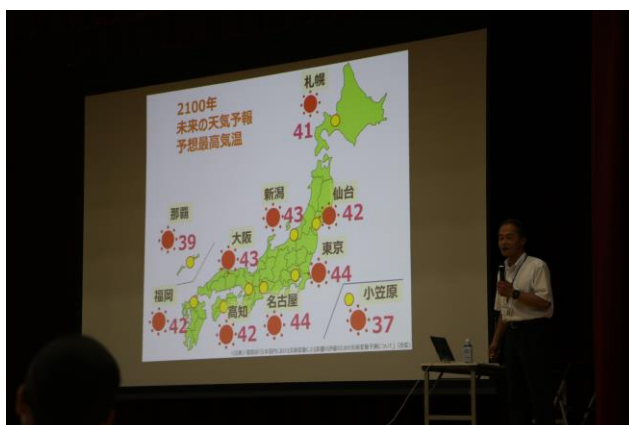 2100年
未来の天気予報
予想最高気温
札幌
41
新潟
43
仙台
42
那覇
39
大阪
43
東京
44
福岡
42
高知
42
名古屋
44
小笠原
37